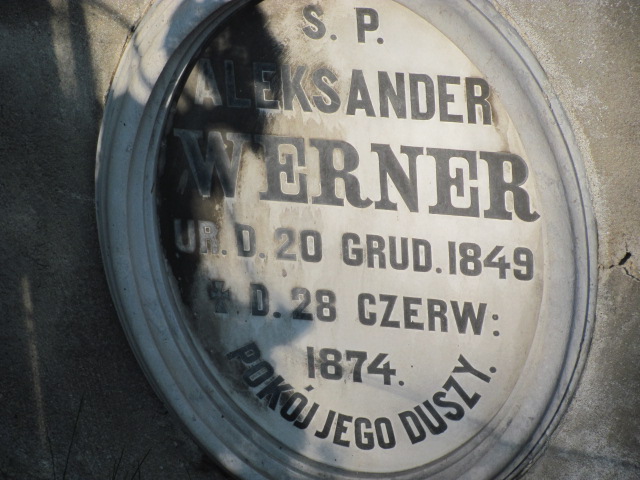 S. P.
ALEKSANDER
WERNER
UR. D. 20 GRUD. 1849
✝ D. 28 CZERW:
1874.
POKÓJ JEGO DUSZY.